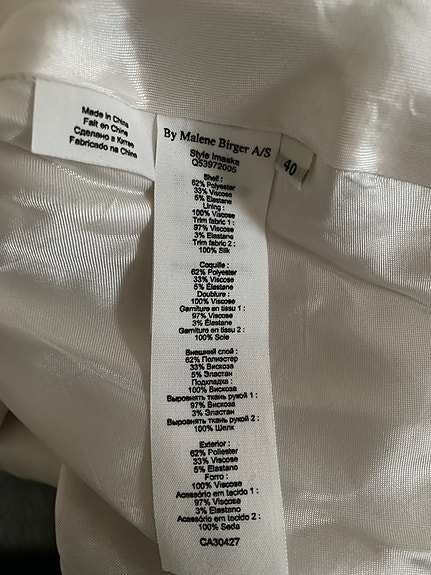 Made in China
Fait en Chine
Сделано в Китае
Fabricado na China
By Malene Birger A/S
Style Imaska
Q53972005
40
Shell :
62% Polyester
33% Viscose
5% Elastane
Lining :
100% Viscose
Trim fabric 1 :
97% Viscose
3% Elastane
Trim fabric 2 :
100% Silk
Coquille :
62% Polyester
33% Viscose
5% Élastane
Doublure :
100% Viscose
Garniture en tissu 1 :
97% Viscose
3% Élastane
Garniture en tissu 2 :
100% Soie
Внешний слой :
62% Полиэстер
33% Вискоза
5% Эластан
Подкладка :
100% Вискоза
Выровнять ткань рукой 1 :
97% Вискоза
3% Эластан
Выровнять ткань рукой 2 :
100% Шелк
Exterior :
62% Poliester
33% Viscose
5% Elastano
Forro :
100% Viscose
Acessório em tecido 1 :
97% Viscose
3% Elastano
Acessório em tecido 2 :
100% Seda
CA30427